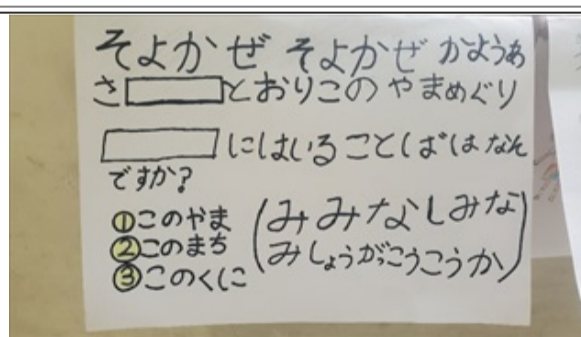 そよかぜ そよかぜ かようあ
さ とおりこの やまめぐり
にはいることばは なん
ですか?
①このやま
②このまち
③このくに
(みみなしみな
みしょうがっこうこうか)